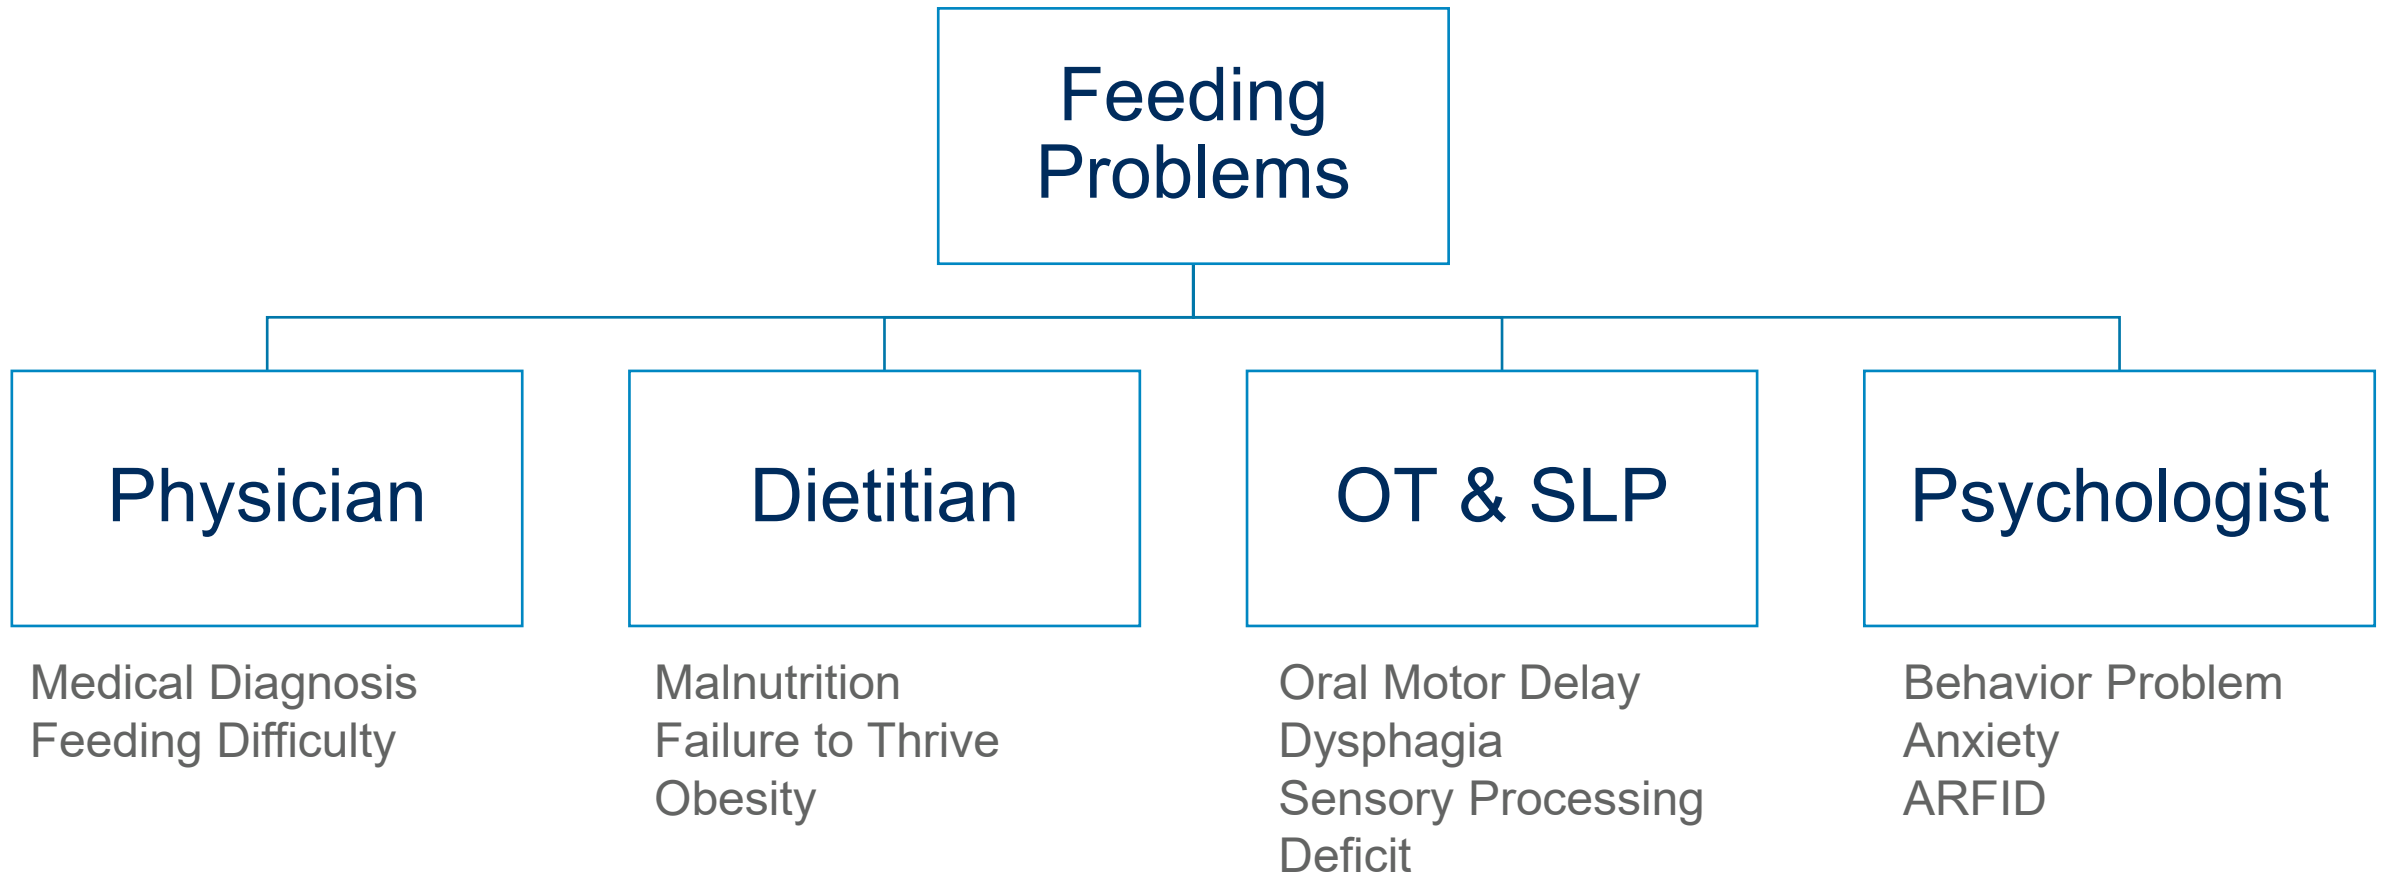 Feeding
Problems
Physician
Dietitian
OT & SLP
Psychologist
Medical Diagnosis
Feeding Difficulty
Malnutrition
Failure to Thrive
Obesity
Oral Motor Delay
Dysphagia
Sensory Processing
Deficit
Behavior Problem
Anxiety
ARFID